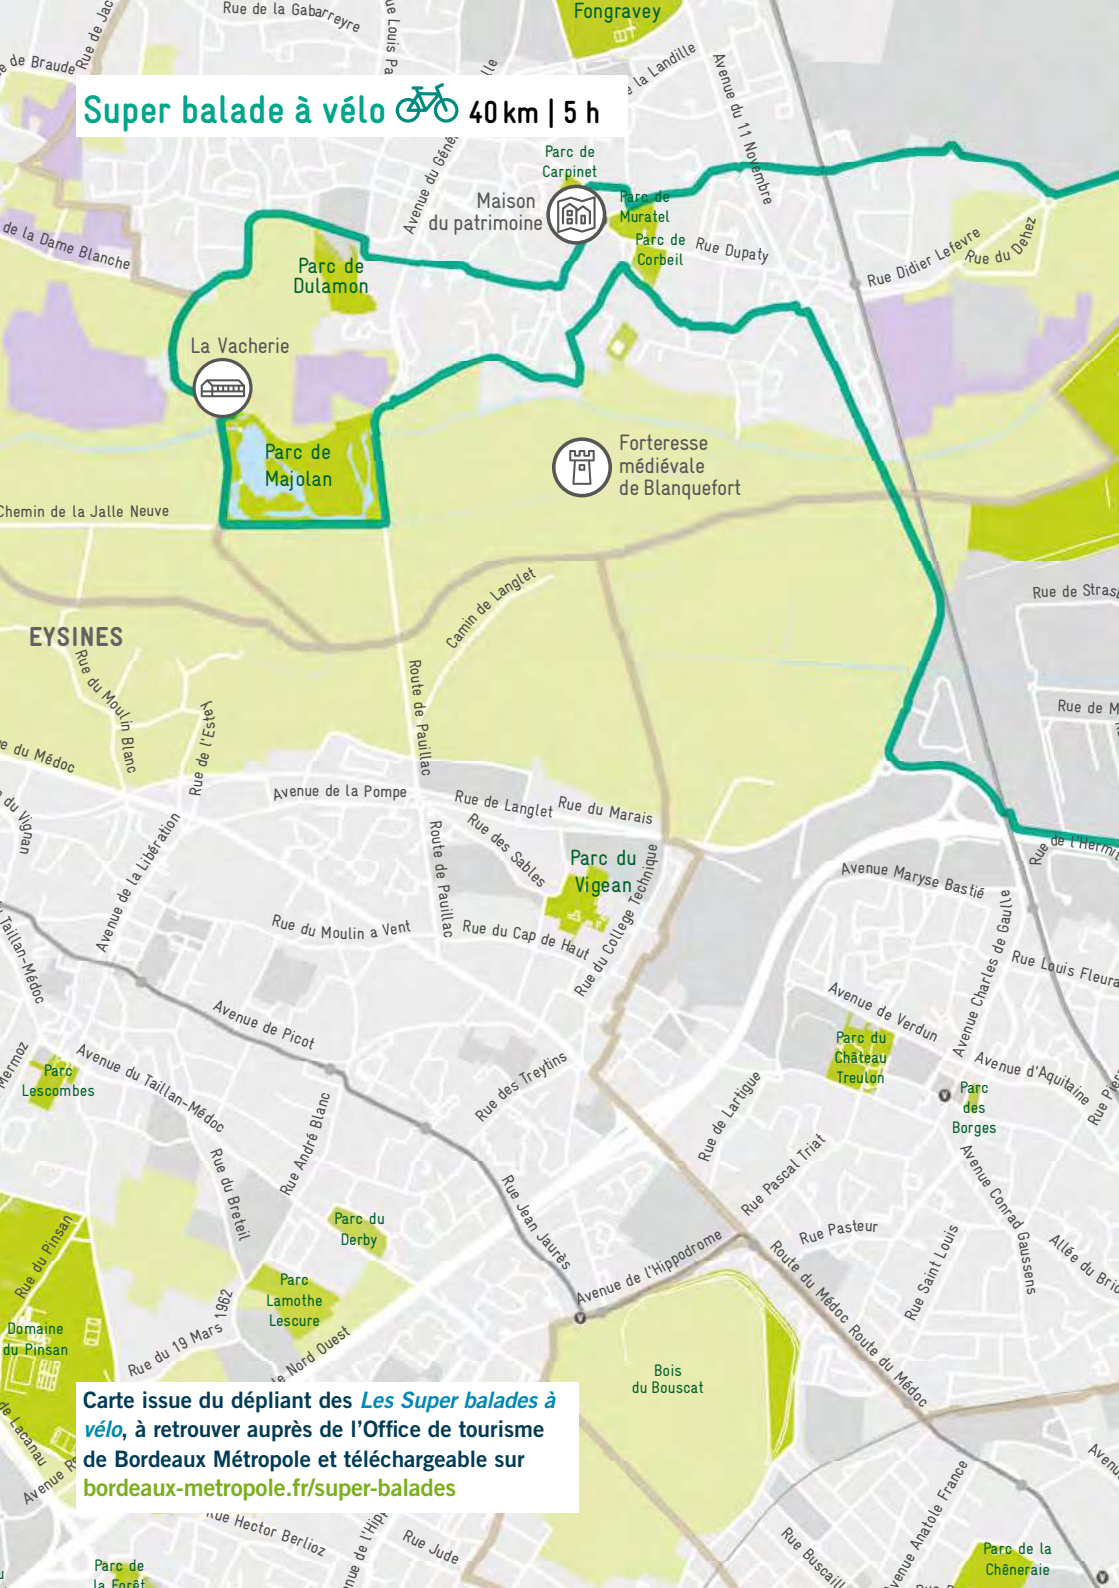 Rue de la Gabarreyre
Fongravey
Super balade à vélo 40 km | 5 h
Avenue du 11 Novembre
Parc de
Carpinet
Maison
du patrimoine
Parc de
Muratel
Parc de
Corbeil
Rue Dupaty
Rue Didier Lefevre
Rue du Dehez
de la Dame Blanche
Parc de
Dulamon
La Vacherie
Parc de
Majolan
Forteresse
médiévale
de Blanquefort
Chemin de la Jalle Neuve
Camin de Langlet
EYSINES
Rue du Moulin Blanc
Rue de l'Estey
Route de Pauillac
Rue de Stras
Rue de M
e du Médoc
du Vignan
Avenue de la Pompe
Rue de Langlet
Rue du Marais
Rue des Sables
Route de Pauillac
Avenue de la Libération
Parc du
Vigean
Rue du Collège Technique
Rue du Moulin a Vent
Rue du Cap de Haut
Avenue Maryse Bastié
Rue de l'Hermi
Avenue Charles de Gaulle
Rue Louis Fleura
Taillan-Médoc
Avenue de Picot
Avenue de Verdun
Parc du
Château
Treulon
Avenue d'Aquitaine
Parc
des
Borges
Mermoz
Parc
Lescombes
Avenue du Taillan-Médoc
Rue André Blanc
Rue des Treytins
Rue de Lartigue
Rue Pascal Triat
Rue du Breteil
Rue Jean Jaurès
Parc du
Derby
Avenue de l'Hippodrome
Rue Pasteur
Rue Saint Louis
Avenue Conrad Gaussens
Allée du Bri
Rue du Pinsan
Domaine
du Pinsan
Parc
Lamothe
Lescure
Rue du 19 Mars 1962
Nord Ouest
Route du Médoc
Route du Médoc
Bois
du Bouscat
Carte issue du dépliant des Les Super balades à
vélo, à retrouver auprès de l'Office de tourisme
de Bordeaux Métropole et téléchargeable sur
bordeaux-metropole.fr/super-balades
de Lacanau
Rue Hector Berlioz
Rue Jude
Rue Buscaill
Avenue Anatole France
Parc de la
Chêneraie
Parc de
la Forêt